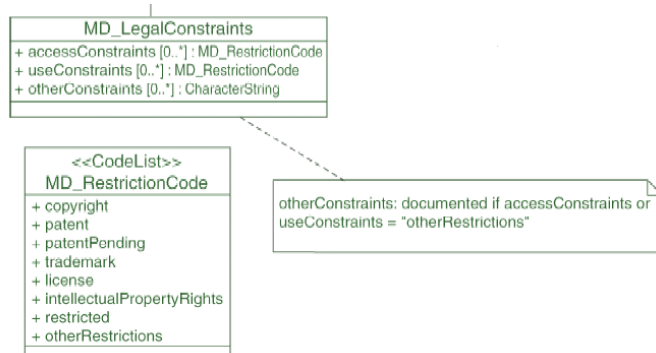 MD_LegalConstraints
+ accessConstraints [0..*] : MD_RestrictionCode
+ useConstraints [0..*] : MD_RestrictionCode
+ otherConstraints [0..*] : CharacterString
<<CodeList>>
MD_RestrictionCode
+ copyright
+ patent
+ patentPending
+ trademark
+ license
+ intellectualPropertyRights
+ restricted
+ otherRestrictions
otherConstraints: documented if accessConstraints or
useConstraints = "otherRestrictions"